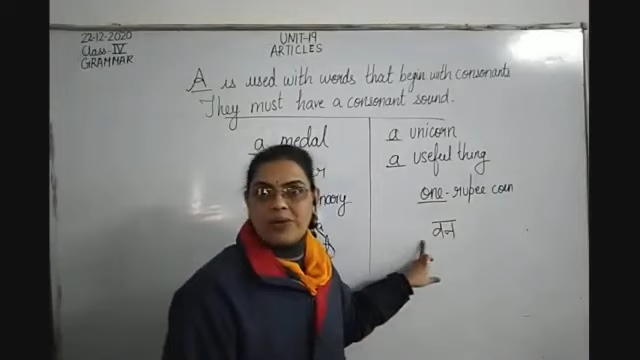 22-12-2020
Class-IV
GRAMMAR
UNIT-19
ARTICLES
A is used with words that begin with consonants
They must have a consonant sound.
a medal
a unicorn
a useful thing
one-rupee coin
वन